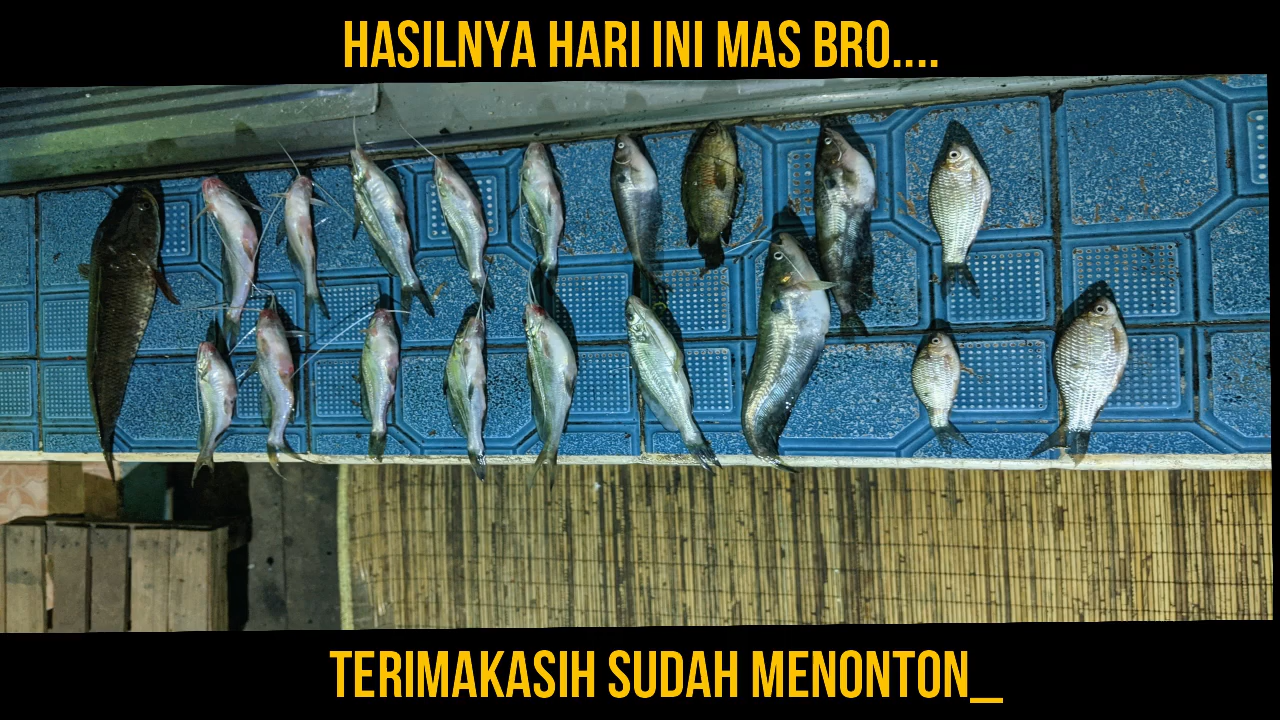 HASILNYA HARI INI MAS BRO....
TERIMAKASIH SUDAH MENONTON_